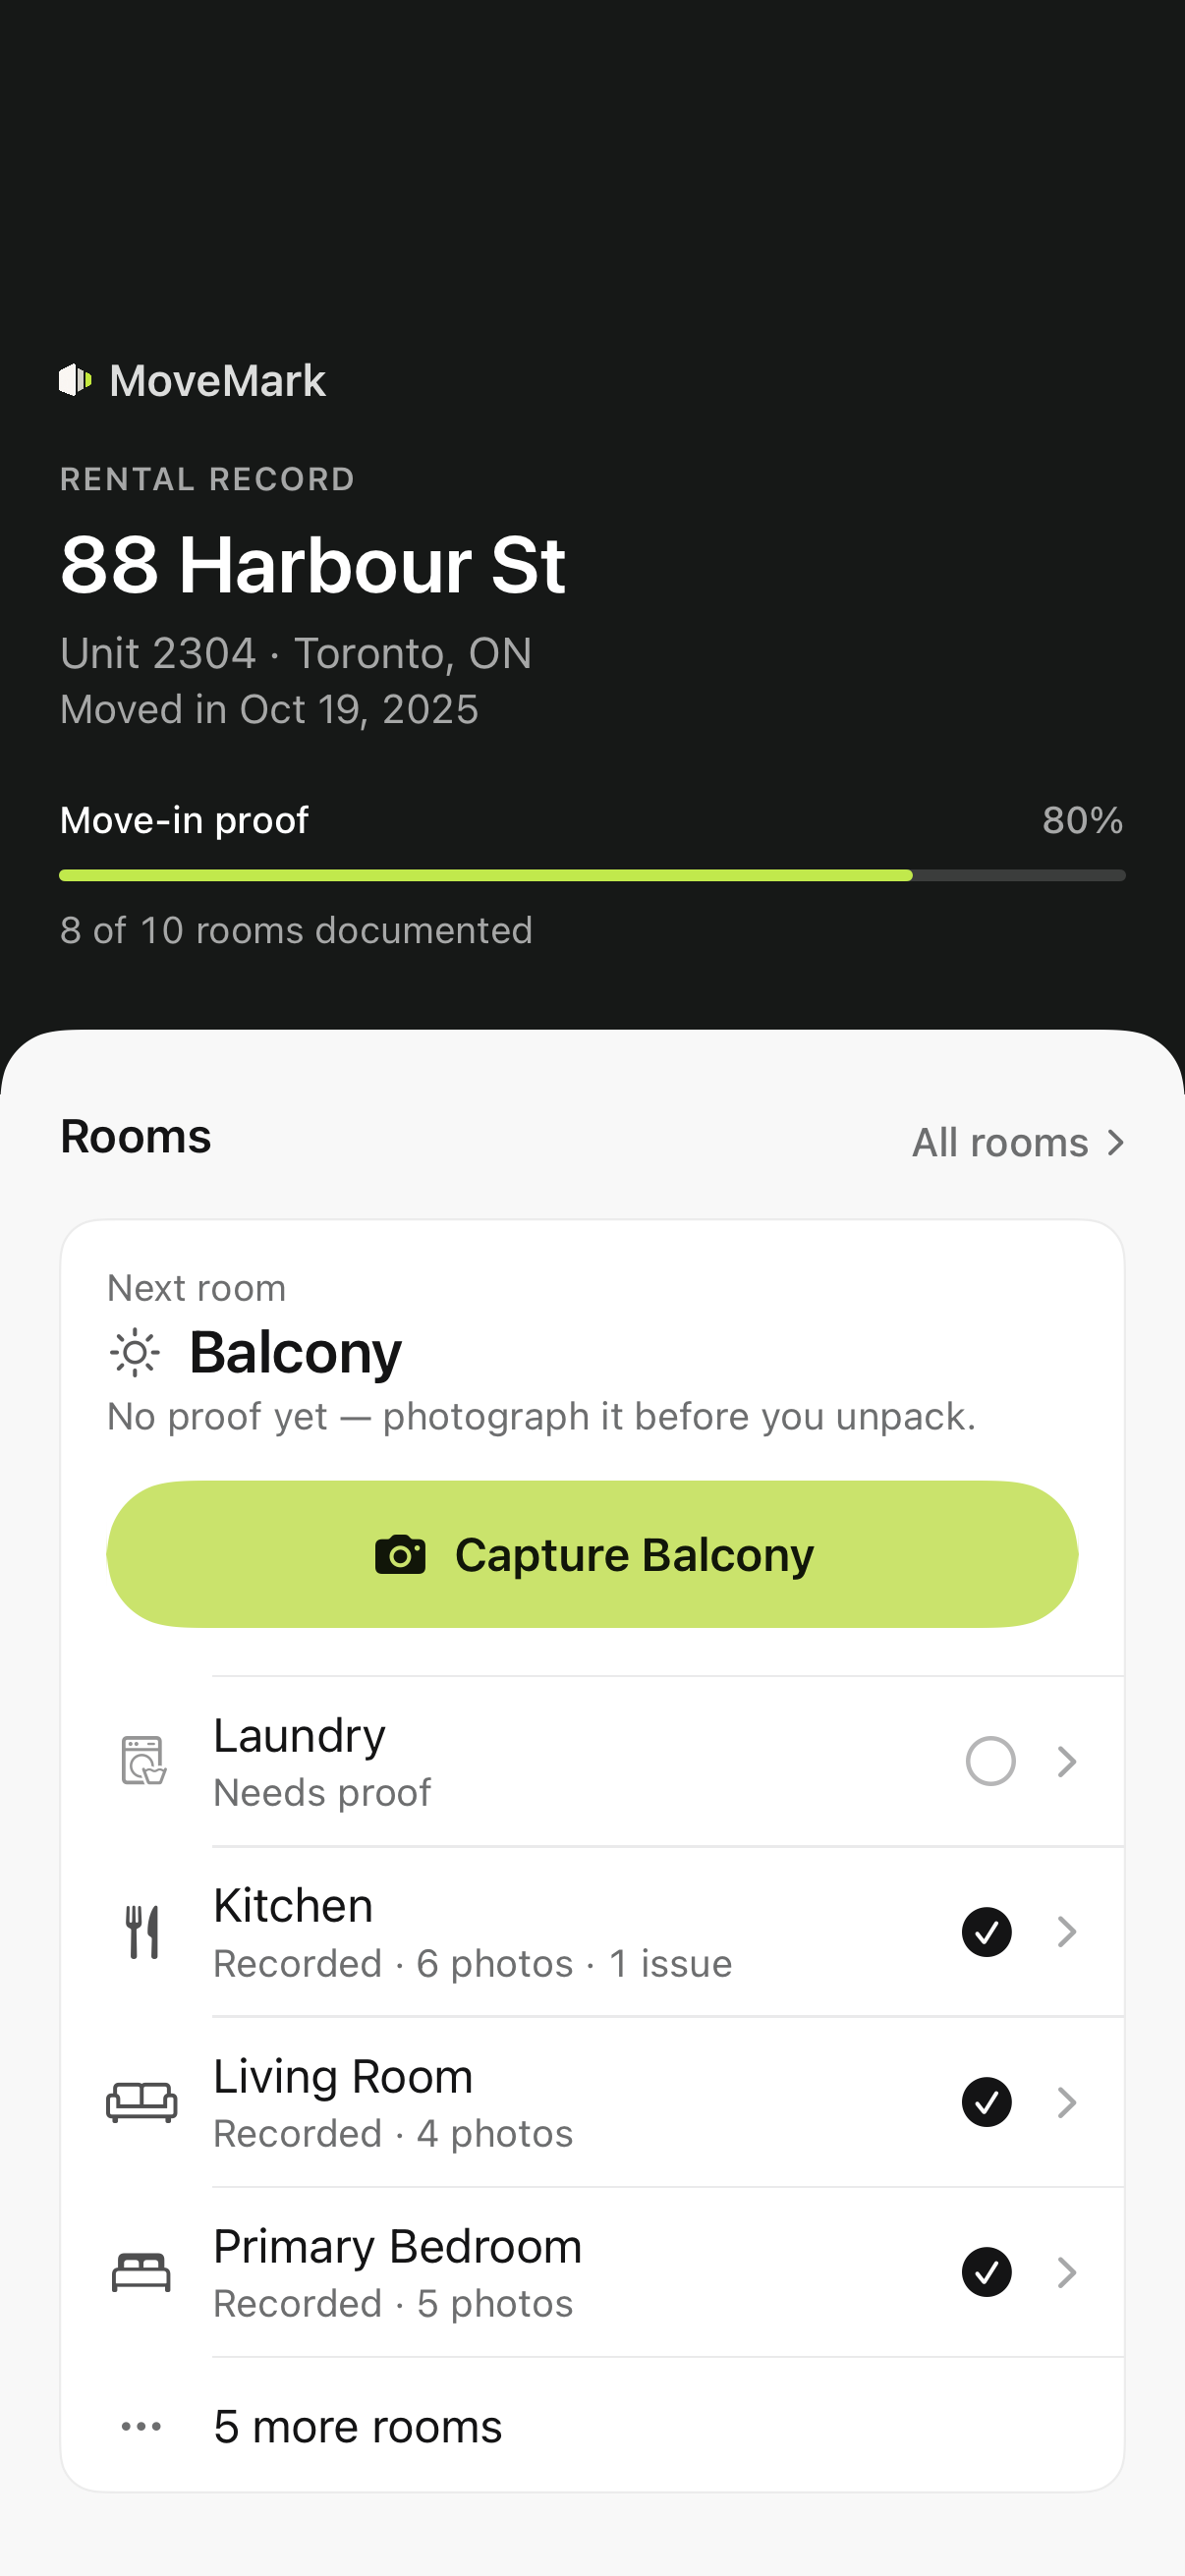 MoveMark
RENTAL RECORD
88 Harbour St
Unit 2304 · Toronto, ON
Moved in Oct 19, 2025
Move-in proof 80%
8 of 10 rooms documented
Rooms All rooms
Next room
Balcony
No proof yet — photograph it before you unpack.
Capture Balcony
Laundry
Needs proof
Kitchen
Recorded · 6 photos · 1 issue
Living Room
Recorded · 4 photos
Primary Bedroom
Recorded · 5 photos
5 more rooms